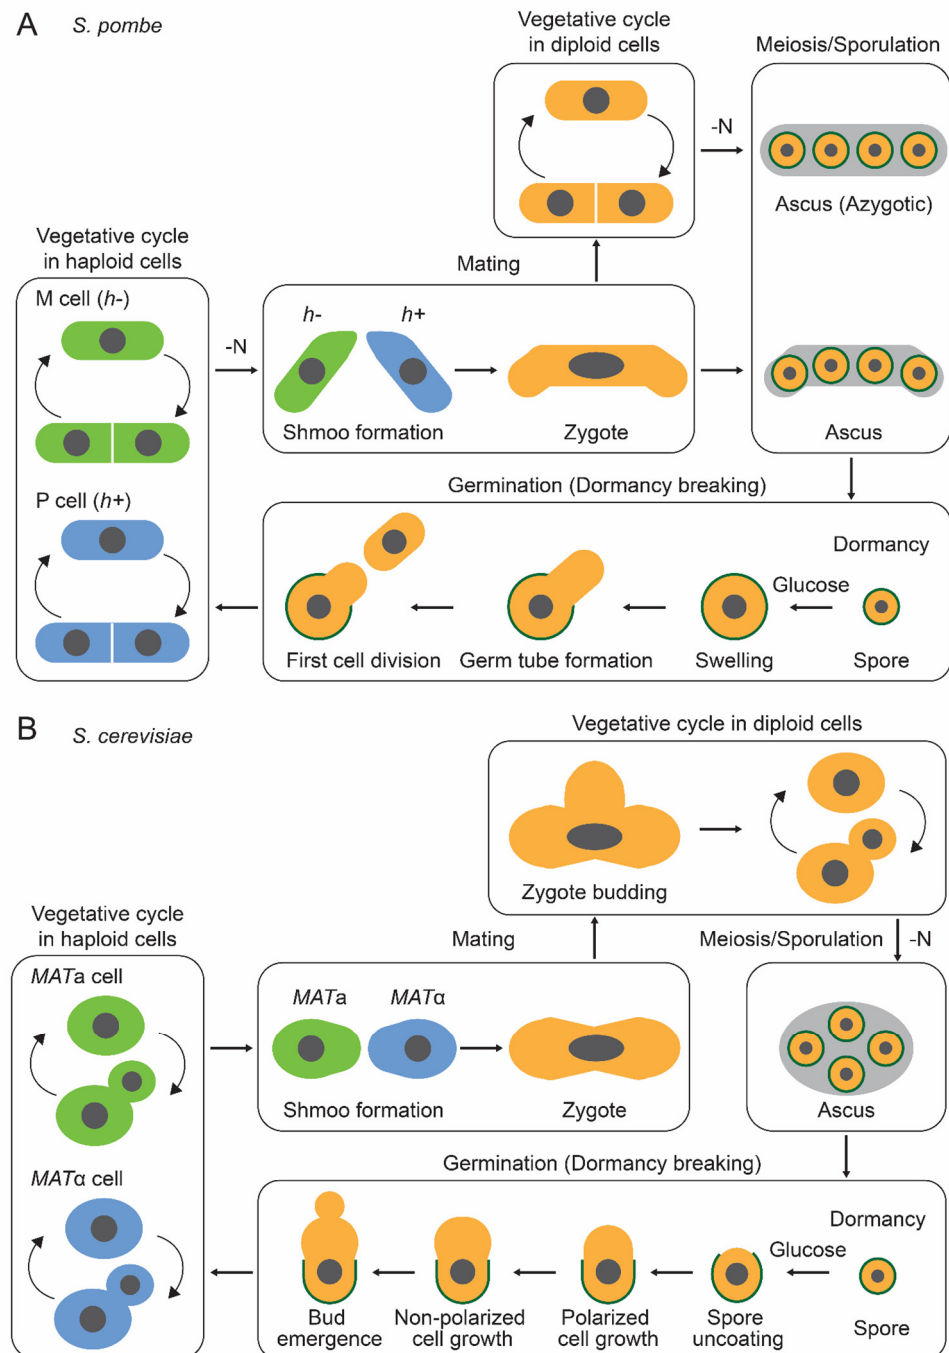 A
S. pombe
Vegetative cycle
in diploid cells
Meiosis/Sporulation
-N
Ascus (Azygotic)
Vegetative cycle
in haploid cells
Mating
M cell (h-)
-N
h-
h+
Shmoo formation
Zygote
Ascus
P cell (h+)
Germination (Dormancy breaking)
Dormancy
Glucose
First cell division
Germ tube formation
Swelling
Spore
B
S. cerevisiae
Vegetative cycle in diploid cells
Zygote budding
Vegetative cycle
in haploid cells
Mating
Meiosis/Sporulation
-N
MATa cell
MATa
MATα
Shmoo formation
Zygote
Ascus
MATα cell
Germination (Dormancy breaking)
Dormancy
Glucose
Bud
emergence
Non-polarized
cell growth
Polarized
cell growth
Spore
uncoating
Spore